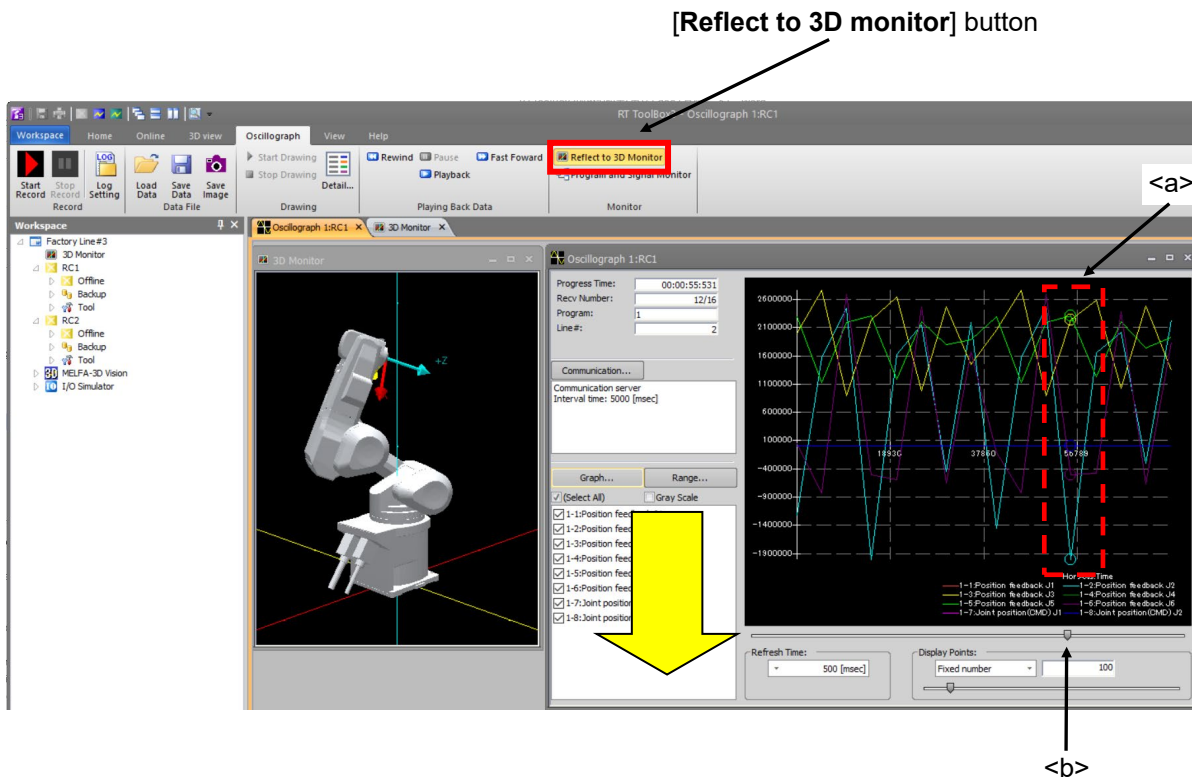 [Reflect to 3D monitor] button
RT ToolBox3 - Oscillograph 1:RC1
Workspace Home Online 3D view Oscillograph View Help
Start Record
Stop Record
Log Setting
Load Data
Save Data
Save Image
Start Drawing
Stop Drawing
Detail...
Rewind Pause Fast Foward
Playback
Reflect to 3D Monitor
Program and Signal Monitor
Record Data File Drawing Playing Back Data Monitor
<a>
Workspace
Factory Line#3
3D Monitor
RC1
Offline
Backup
Tool
RC2
Offline
Backup
Tool
MELFA-3D Vision
I/O Simulator
Oscillograph 1:RC1 3D Monitor
3D Monitor
+Z
Oscillograph 1:RC1
Progress Time: 00:00:55:531
Recv Number: 12/16
Program: 1
Line#: 2
Communication...
Communication server
Interval time: 5000 [msec]
Graph... Range...
(Select All) Gray Scale
1-1:Position feed
1-2:Position feed
1-3:Position feed
1-4:Position feed
1-5:Position feed
1-6:Position feed
1-7:Joint position
1-8:Joint position
2600000
2100000
1600000
1100000
600000
100000
-400000
-900000
-1400000
-1900000
18930 37860 56789
1-1:Position feedback J1 1-2:Position feedback J2
1-3:Position feedback J3 1-4:Position feedback J4
1-5:Position feedback J5 1-6:Position feedback J6
1-7:Joint position(CMD) J1 1-8:Joint position(CMD) J2
Refresh Time:
500 [msec]
Display Points:
Fixed number 100
<b>